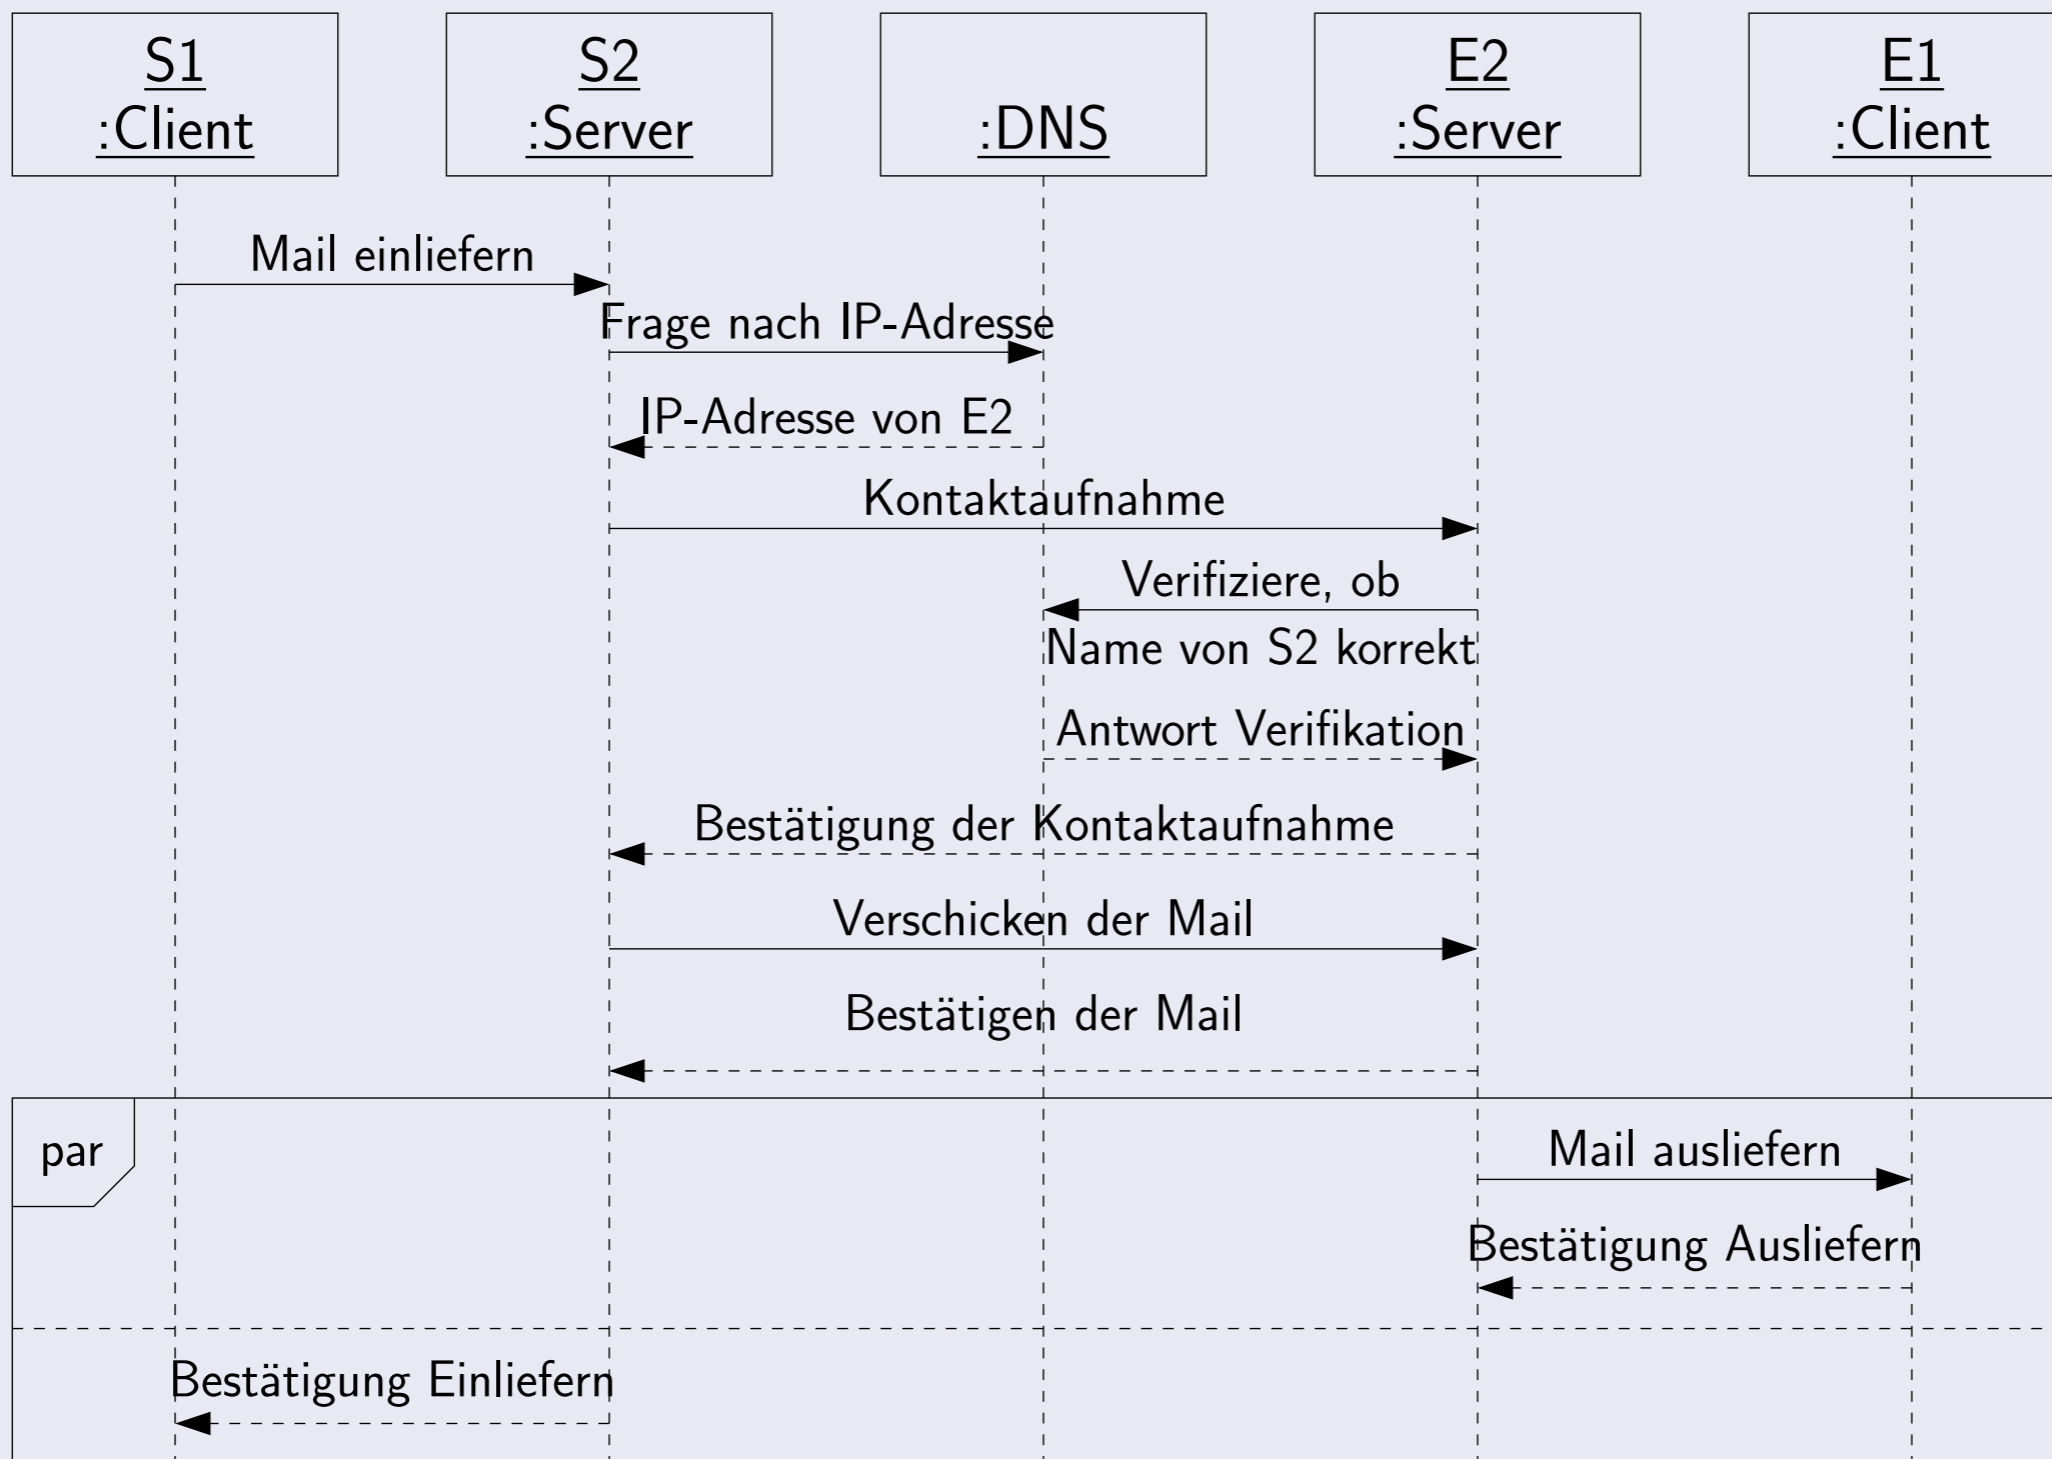 S1
:Client
S2
:Server
:DNS
E2
:Server
E1
:Client
Mail einliefern
Frage nach IP-Adresse
IP-Adresse von E2
Kontaktaufnahme
Verifiziere, ob
Name von S2 korrekt
Antwort Verifikation
Bestätigung der Kontaktaufnahme
Verschicken der Mail
Bestätigen der Mail
par
Mail ausliefern
Bestätigung Ausliefern
Bestätigung Einliefern